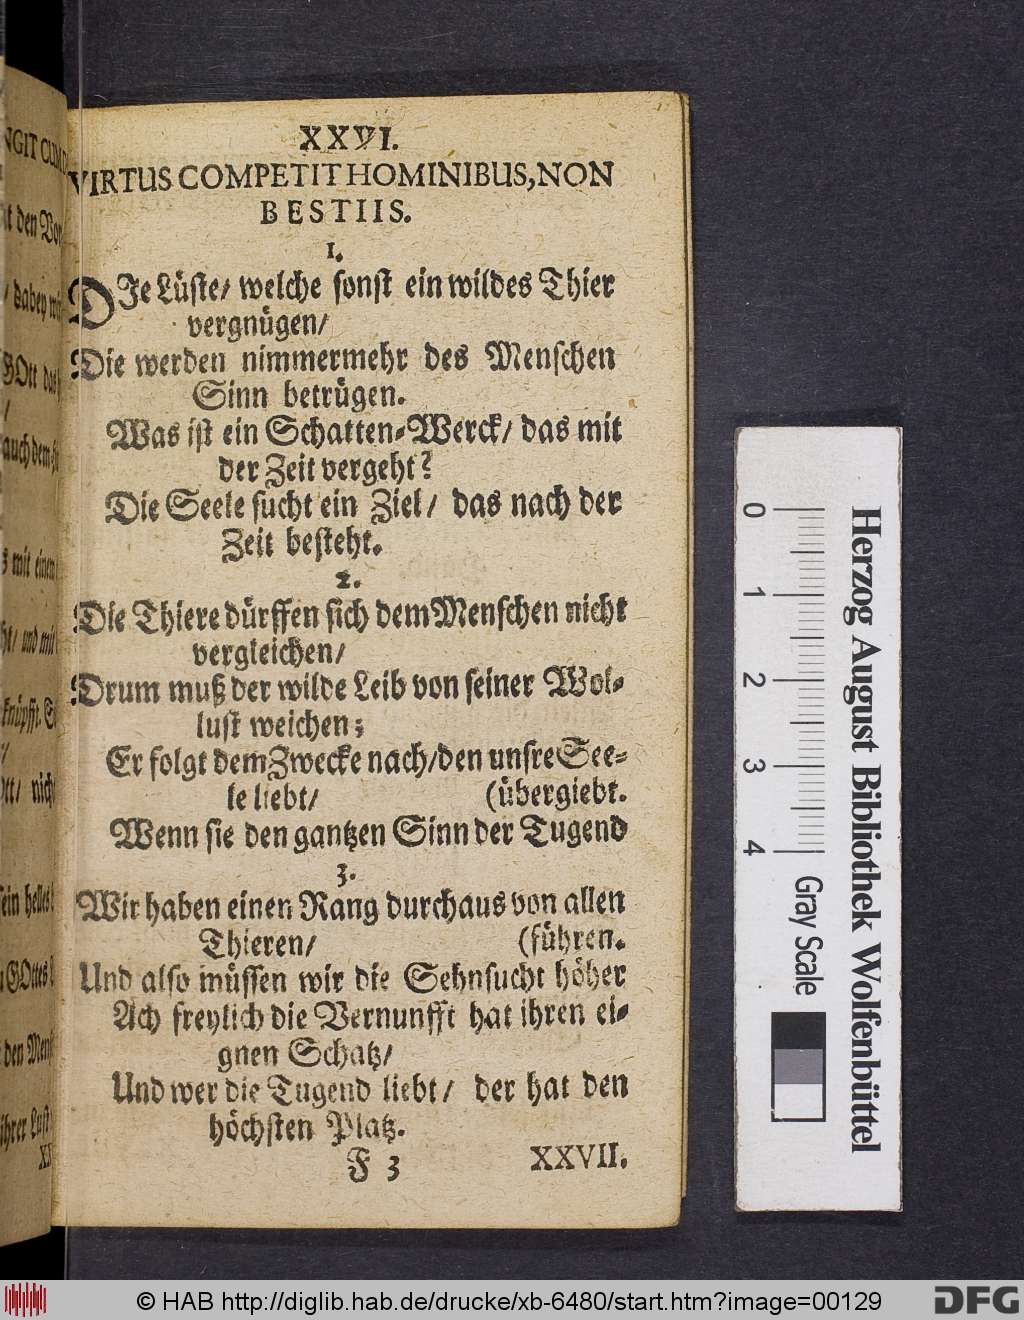 XXVI.
VIRTUS COMPETIT HOMINIBUS, NON
BESTIIS.
1.
DIe Lüste/ welche sonst ein wildes Thier
vergnügen/
Die werden nimmermehr des Menschen
Sinn betrügen.
Was ist ein Schatten-Werck/ das mit
der Zeit vergeht?
Die Seele sucht ein Ziel/ das nach der
Zeit besteht.
2.
Die Thiere dürffen sich dem Menschen nicht
vergleichen/
Drum muß der wilde Leib von seiner Wol-
lust weichen;
Er folgt dem Zwecke nach/ den unsre See-
le liebt/ (übergiebt.
Wenn sie den gantzen Sinn der Tugend
3.
Wir haben einen Rang durchaus von allen
Thieren/ (führen.
Und also müssen wir die Sehnsucht höher
Ach freylich die Vernunfft hat ihren ei-
gnen Schatz/
Und wer die Tugend liebt/ der hat den
höchsten Platz.
F 3 XXVII.
0 1 2 3 4
Gray Scale
Herzog August Bibliothek Wolfenbüttel
© HAB http://diglib.hab.de/drucke/xb-6480/start.htm?image=00129
DFG